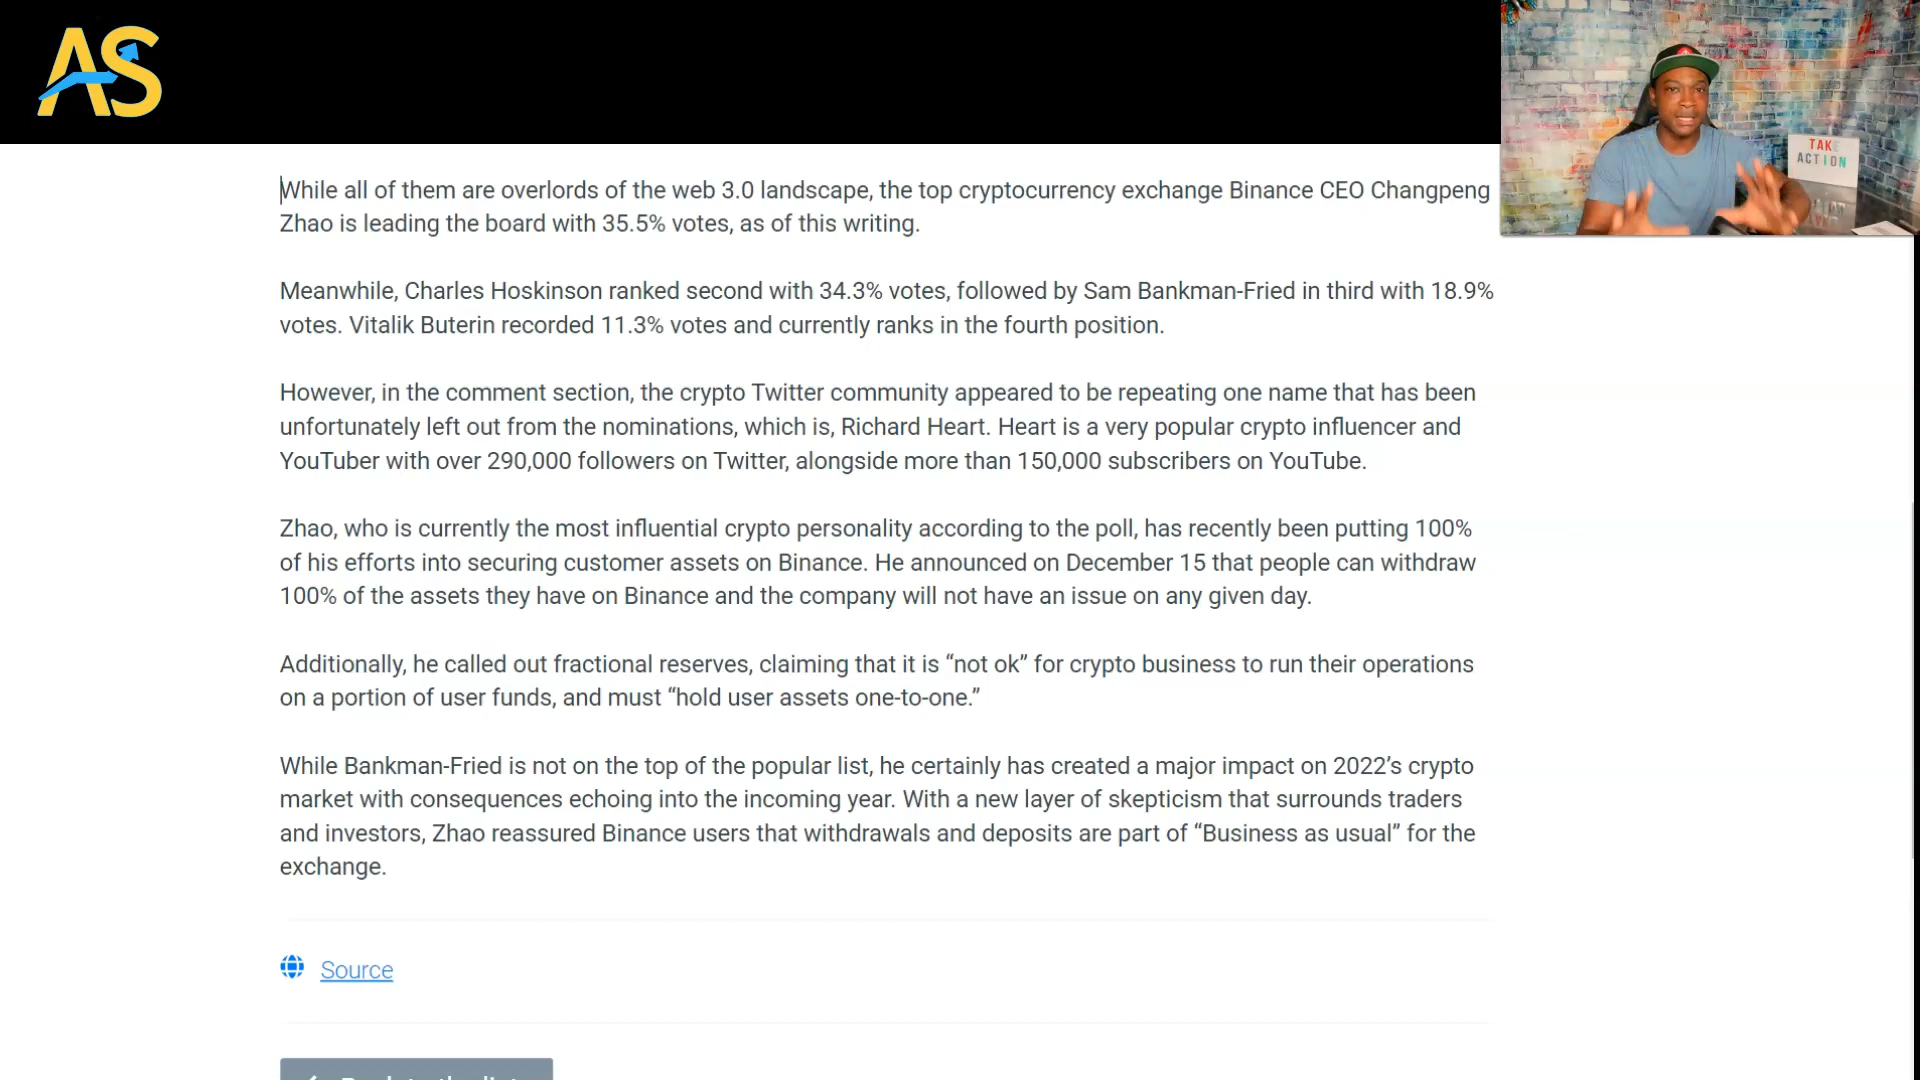 AS
TAKE
ACTION
While all of them are overlords of the web 3.0 landscape, the top cryptocurrency exchange Binance CEO Changpeng
Zhao is leading the board with 35.5% votes, as of this writing.
Meanwhile, Charles Hoskinson ranked second with 34.3% votes, followed by Sam Bankman-Fried in third with 18.9%
votes. Vitalik Buterin recorded 11.3% votes and currently ranks in the fourth position.
However, in the comment section, the crypto Twitter community appeared to be repeating one name that has been
unfortunately left out from the nominations, which is, Richard Heart. Heart is a very popular crypto influencer and
YouTuber with over 290,000 followers on Twitter, alongside more than 150,000 subscribers on YouTube.
Zhao, who is currently the most influential crypto personality according to the poll, has recently been putting 100%
of his efforts into securing customer assets on Binance. He announced on December 15 that people can withdraw
100% of the assets they have on Binance and the company will not have an issue on any given day.
Additionally, he called out fractional reserves, claiming that it is “not ok” for crypto business to run their operations
on a portion of user funds, and must “hold user assets one-to-one.”
While Bankman-Fried is not on the top of the popular list, he certainly has created a major impact on 2022’s crypto
market with consequences echoing into the incoming year. With a new layer of skepticism that surrounds traders
and investors, Zhao reassured Binance users that withdrawals and deposits are part of “Business as usual” for the
exchange.
Source